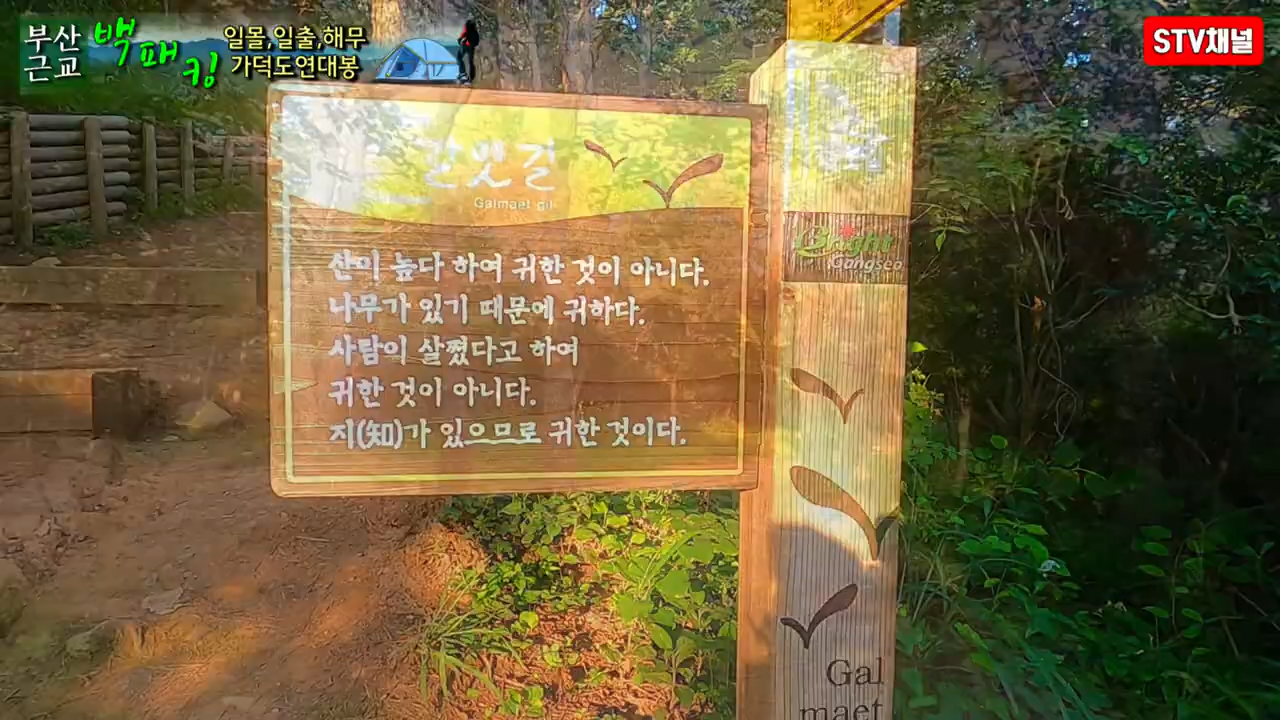 부산 근교
백패킹
일몰,일출,해무
가덕도연대봉
STV채널
갈맷길
Galmaet gil
산이 높다 하여 귀한 것이 아니다.
나무가 있기 때문에 귀하다.
사람이 살쪘다고 하여
귀한 것이 아니다.
지(知)가 있으므로 귀한 것이다.
Bright
Gangseo
Gal
maet